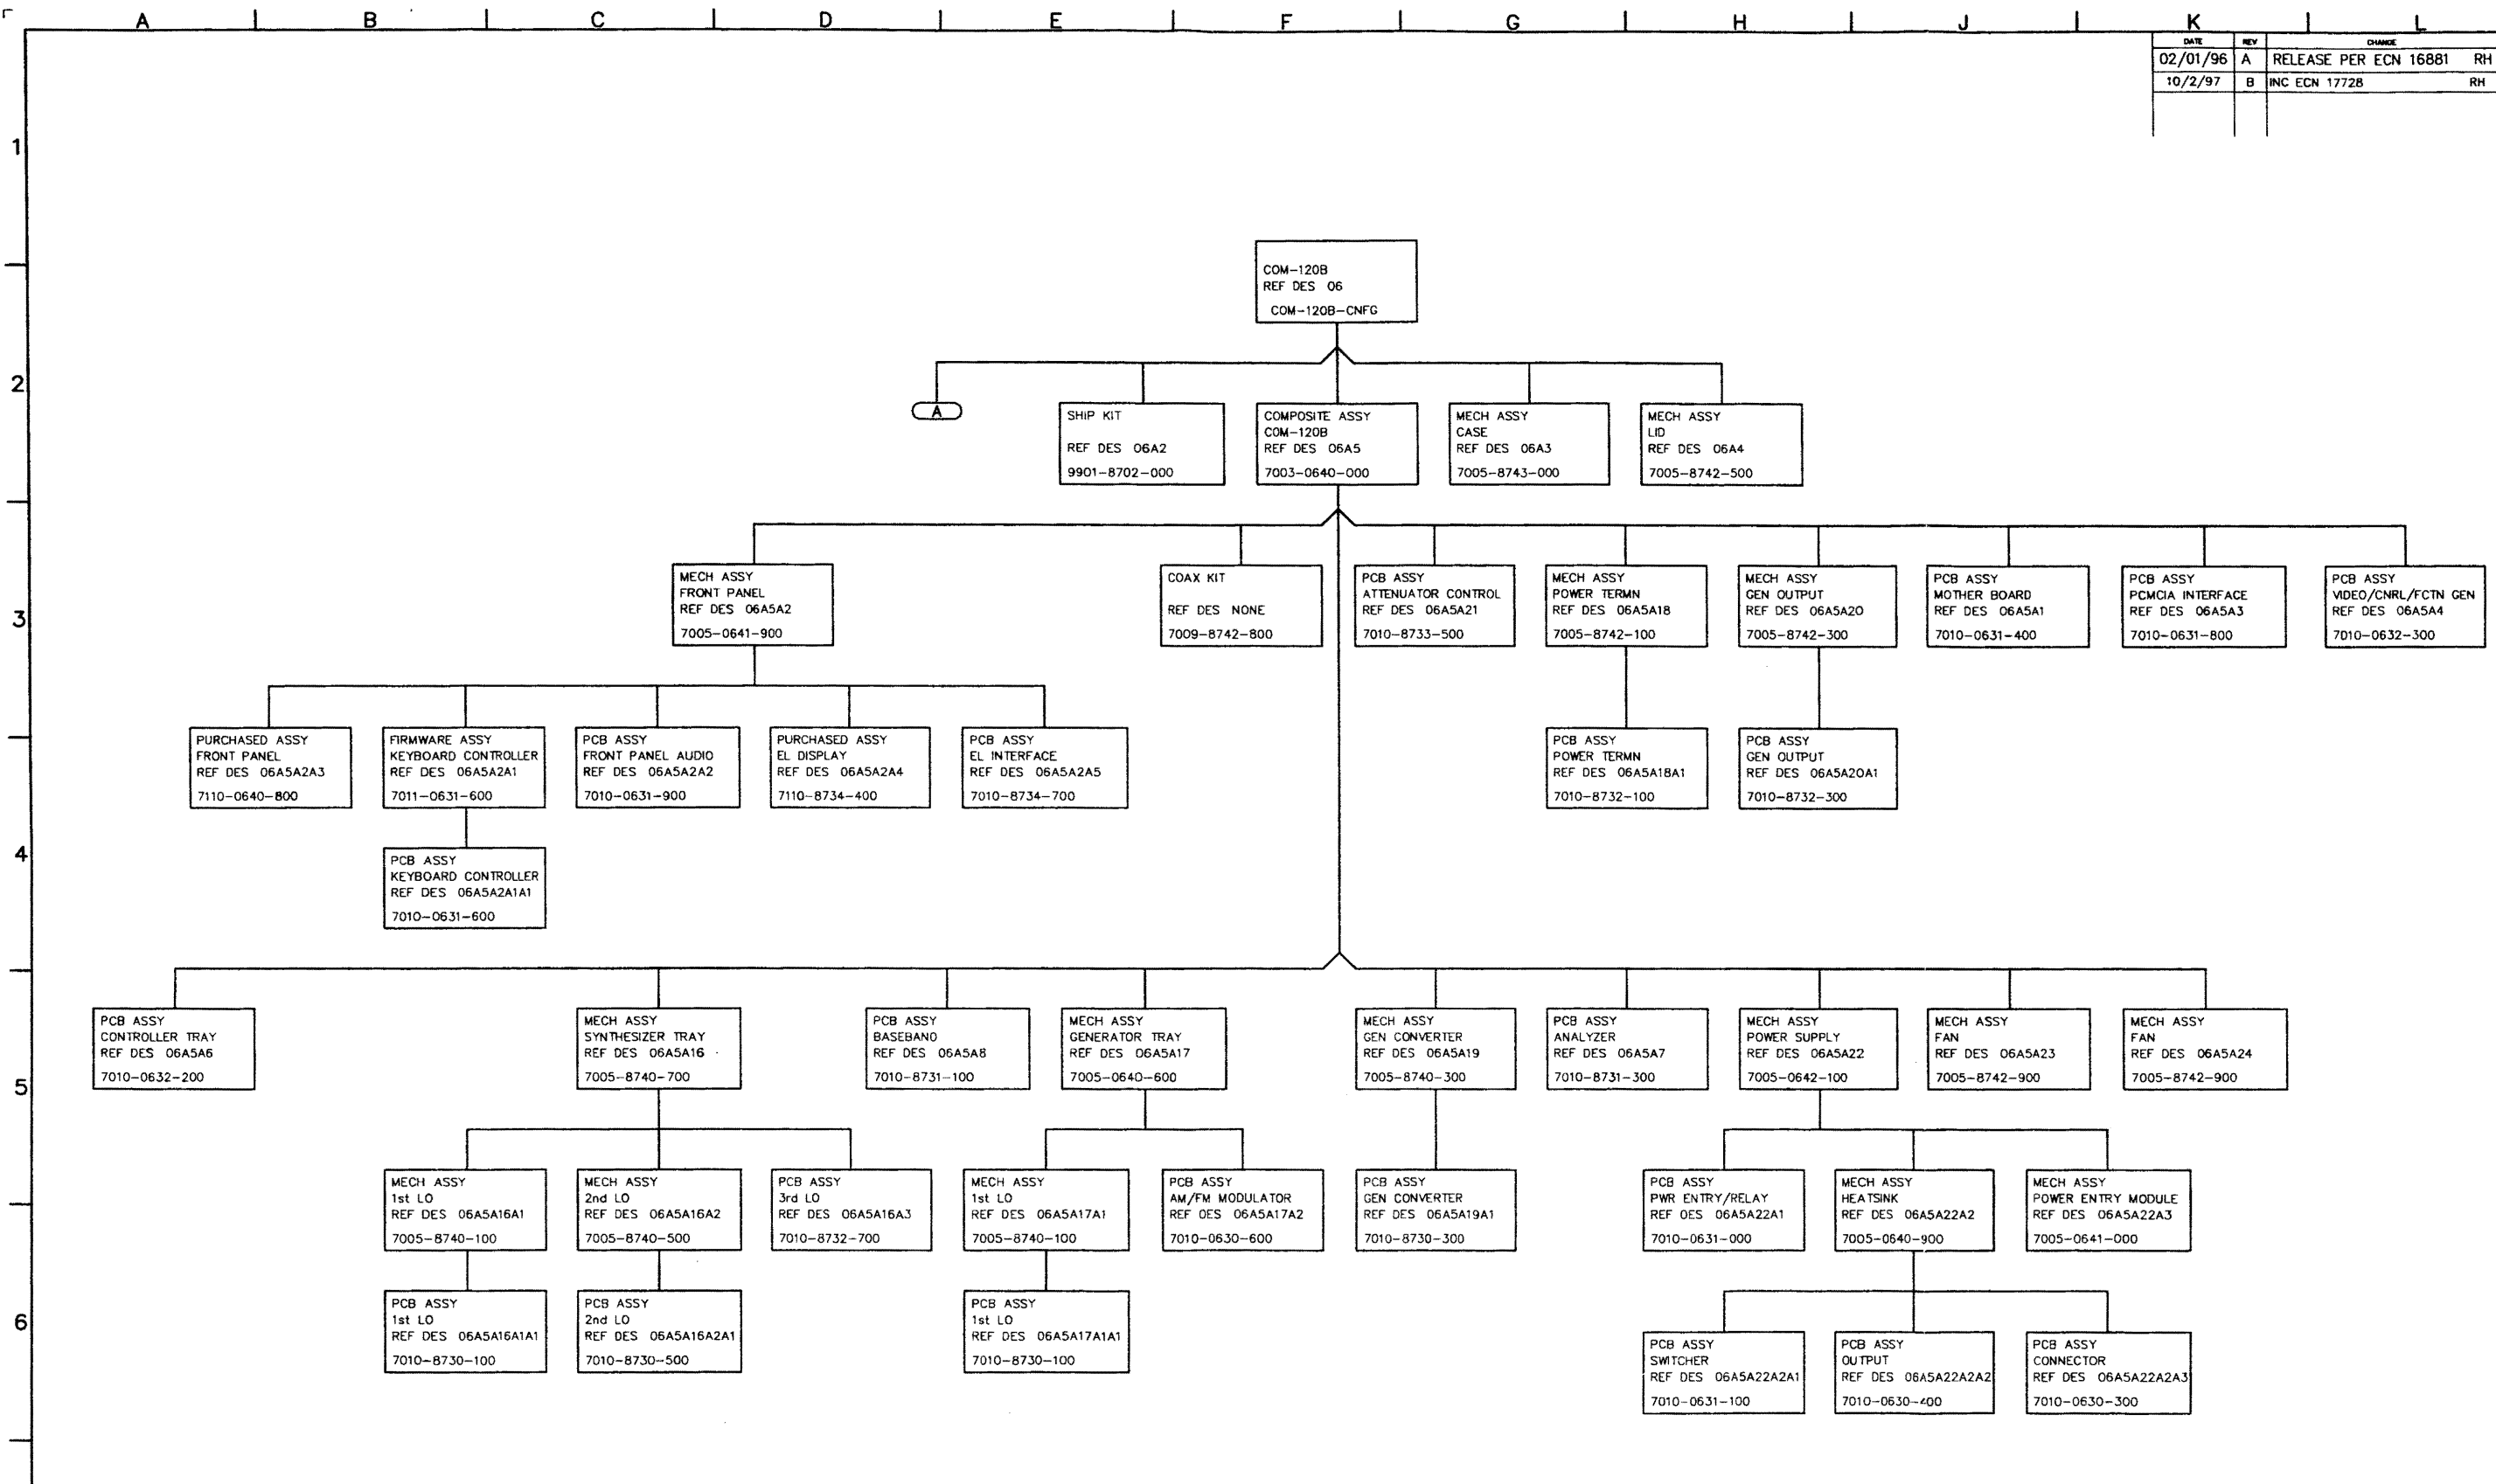 A B C D E F G H J K L
DATE REV CHANGE
02/01/96 A RELEASE PER ECN 16881 RH
10/2/97 B INC ECN 17728 RH
1
COM-120B
REF DES 06
COM-120B-CNFG
2
A
SHIP KIT
REF DES 06A2
9901-8702-000
COMPOSITE ASSY
COM-120B
REF DES 06A5
7003-0640-000
MECH ASSY
CASE
REF DES 06A3
7005-8743-000
MECH ASSY
LID
REF DES 06A4
7005-8742-500
3
MECH ASSY
FRONT PANEL
REF DES 06A5A2
7005-0641-900
COAX KIT
REF DES NONE
7009-8742-800
PCB ASSY
ATTENUATOR CONTROL
REF DES 06A5A21
7010-8733-500
MECH ASSY
POWER TERMN
REF DES 06A5A18
7005-8742-100
MECH ASSY
GEN OUTPUT
REF DES 06A5A20
7005-8742-300
PCB ASSY
MOTHER BOARD
REF DES 06A5A1
7010-0631-400
PCB ASSY
PCMCIA INTERFACE
REF DES 06A5A3
7010-0631-800
PCB ASSY
VIDEO/CNRL/FCTN GEN
REF DES 06A5A4
7010-0632-300
PURCHASED ASSY
FRONT PANEL
REF DES 06A5A2A3
7110-0640-800
FIRMWARE ASSY
KEYBOARD CONTROLLER
REF DES 06A5A2A1
7011-0631-600
PCB ASSY
FRONT PANEL AUDIO
REF DES 06A5A2A2
7010-0631-900
PURCHASED ASSY
EL DISPLAY
REF DES 06A5A2A4
7110-8734-400
PCB ASSY
EL INTERFACE
REF DES 06A5A2A5
7010-8734-700
PCB ASSY
POWER TERMN
REF DES 06A5A18A1
7010-8732-100
PCB ASSY
GEN OUTPUT
REF DES 06A5A20A1
7010-8732-300
4
PCB ASSY
KEYBOARD CONTROLLER
REF DES 06A5A2A1A1
7010-0631-600
5
PCB ASSY
CONTROLLER TRAY
REF DES 06A5A6
7010-0632-200
MECH ASSY
SYNTHESIZER TRAY
REF DES 06A5A16
7005-8740-700
PCB ASSY
BASEBAND
REF DES 06A5A8
7010-8731-100
MECH ASSY
GENERATOR TRAY
REF DES 06A5A17
7005-0640-600
MECH ASSY
GEN CONVERTER
REF DES 06A5A19
7005-8740-300
PCB ASSY
ANALYZER
REF DES 06A5A7
7010-8731-300
MECH ASSY
POWER SUPPLY
REF DES 06A5A22
7005-0642-100
MECH ASSY
FAN
REF DES 06A5A23
7005-8742-900
MECH ASSY
FAN
REF DES 06A5A24
7005-8742-900
MECH ASSY
1st LO
REF DES 06A5A16A1
7005-8740-100
MECH ASSY
2nd LO
REF DES 06A5A16A2
7005-8740-500
PCB ASSY
3rd LO
REF DES 06A5A16A3
7010-8732-700
MECH ASSY
1st LO
REF DES 06A5A17A1
7005-8740-100
PCB ASSY
AM/FM MODULATOR
REF DES 06A5A17A2
7010-0630-600
PCB ASSY
GEN CONVERTER
REF DES 06A5A19A1
7010-8730-300
PCB ASSY
PWR ENTRY/RELAY
REF DES 06A5A22A1
7010-0631-000
MECH ASSY
HEATSINK
REF DES 06A5A22A2
7005-0640-900
MECH ASSY
POWER ENTRY MODULE
REF DES 06A5A22A3
7005-0641-000
6
PCB ASSY
1st LO
REF DES 06A5A16A1A1
7010-8730-100
PCB ASSY
2nd LO
REF DES 06A5A16A2A1
7010-8730-500
PCB ASSY
1st LO
REF DES 06A5A17A1A1
7010-8730-100
PCB ASSY
SWITCHER
REF DES 06A5A22A2A1
7010-0631-100
PCB ASSY
OUTPUT
REF DES 06A5A22A2A2
7010-0630-400
PCB ASSY
CONNECTOR
REF DES 06A5A22A2A3
7010-0630-300